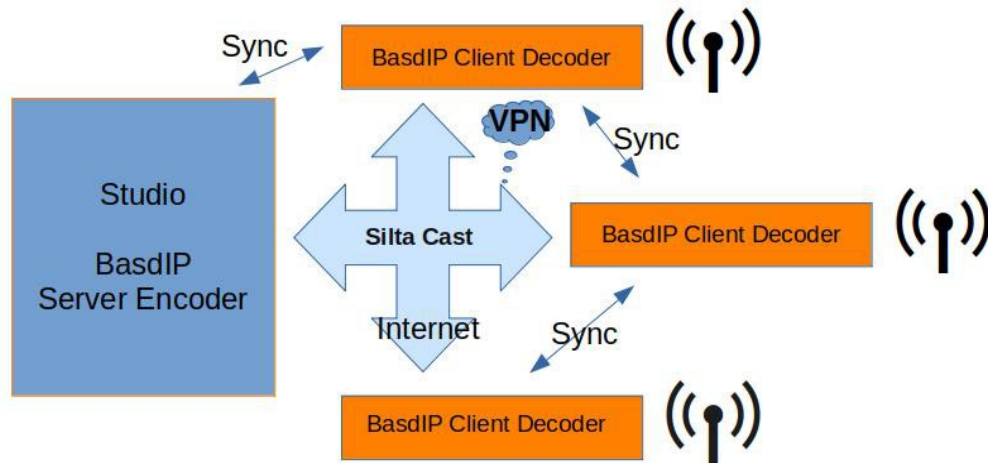 Sync
BasdIP Client Decoder
VPN
Sync
Studio
BasdIP
Server Encoder
Silta Cast
BasdIP Client Decoder
Internet
Sync
BasdIP Client Decoder